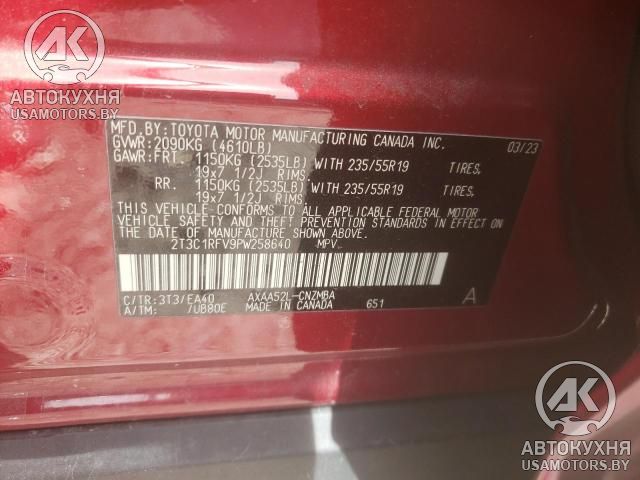 AK
АВТОКУХНЯ
USAMOTORS.BY
MFD.BY:TOYOTA MOTOR MANUFACTURING CANADA INC. 03/23
GVWR:2090KG (4610LB)
GAWR:FRT. 1150KG (2535LB) WITH 235/55R19 TIRES,
19x7 1/2J RIMS.
RR. 1150KG (2535LB) WITH 235/55R19 TIRES,
19x7 1/2J RIMS.
THIS VEHICLE CONFORMS TO ALL APPLICABLE FEDERAL MOTOR
VEHICLE SAFETY AND THEFT PREVENTION STANDARDS IN EFFECT ON
THE DATE OF MANUFACTURE SHOWN ABOVE.
2T3C1RFV9PW258640 MPV
C/TR:3T3/EA40 AXAA52L-CNZMBA A
A/TM: /UB80E MADE IN CANADA 651
AK
АВТОКУХНЯ
USAMOTORS.BY